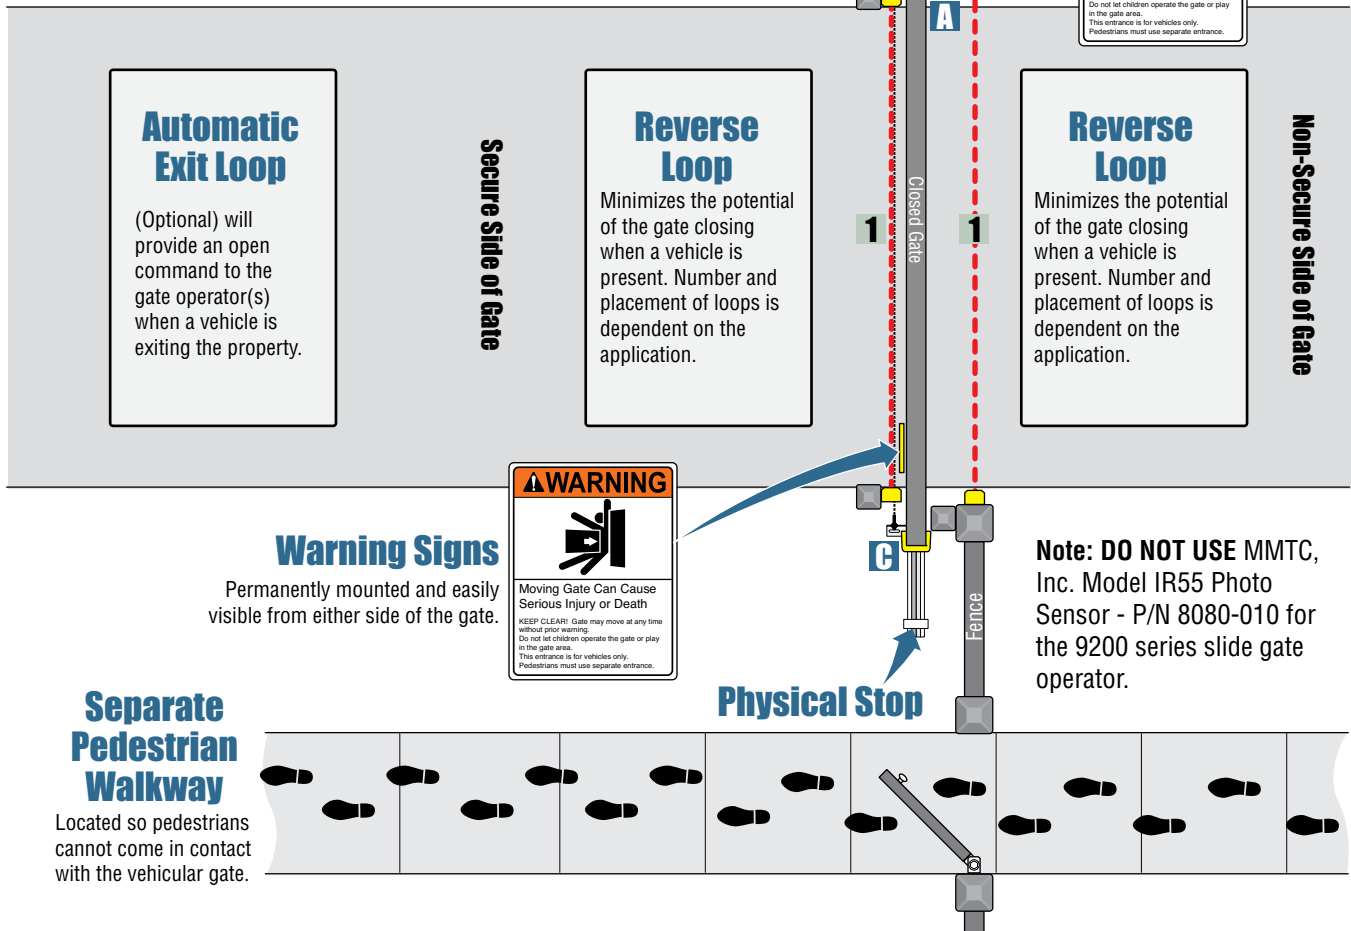 Do not let children operate the gate or play
in the gate area.
This entrance is for vehicles only.
Pedestrians must use separate entrance.
A
Automatic
Exit Loop
(Optional) will
provide an open
command to the
gate operator(s)
when a vehicle is
exiting the property.
Secure Side of Gate
Reverse
Loop
Minimizes the potential
of the gate closing
when a vehicle is
present. Number and
placement of loops is
dependent on the
application.
1
Closed Gate
1
Reverse
Loop
Minimizes the potential
of the gate closing
when a vehicle is
present. Number and
placement of loops is
dependent on the
application.
Non-Secure Side of Gate
Warning Signs
Permanently mounted and easily
visible from either side of the gate.
WARNING
Moving Gate Can Cause
Serious Injury or Death
KEEP CLEAR! Gate may move at any time
without prior warning.
Do not let children operate the gate or play
in the gate area.
This entrance is for vehicles only.
Pedestrians must use separate entrance.
C
Physical Stop
Fence
Note: DO NOT USE MMTC,
Inc. Model IR55 Photo
Sensor - P/N 8080-010 for
the 9200 series slide gate
operator.
Separate
Pedestrian
Walkway
Located so pedestrians
cannot come in contact
with the vehicular gate.